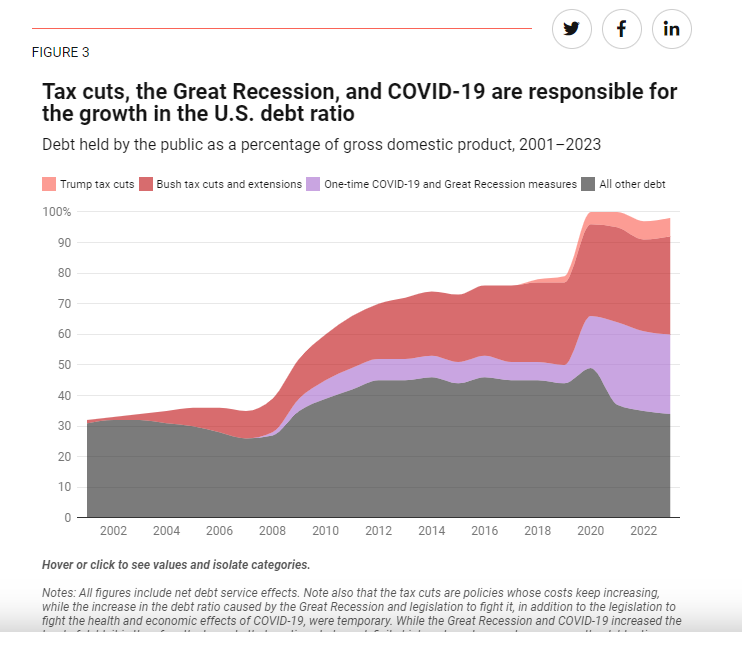 FIGURE 3
Tax cuts, the Great Recession, and COVID-19 are responsible for
the growth in the U.S. debt ratio
Debt held by the public as a percentage of gross domestic product, 2001–2023
Trump tax cuts Bush tax cuts and extensions One-time COVID-19 and Great Recession measures All other debt
100%
90
80
70
60
50
40
30
20
10
0
2002 2004 2006 2008 2010 2012 2014 2016 2018 2020 2022
Hover or click to see values and isolate categories.
Notes: All figures include net debt service effects. Note also that the tax cuts are policies whose costs keep increasing,
while the increase in the debt ratio caused by the Great Recession and legislation to fight it, in addition to the legislation to
fight the health and economic effects of COVID-19, were temporary. While the Great Recession and COVID-19 increased the